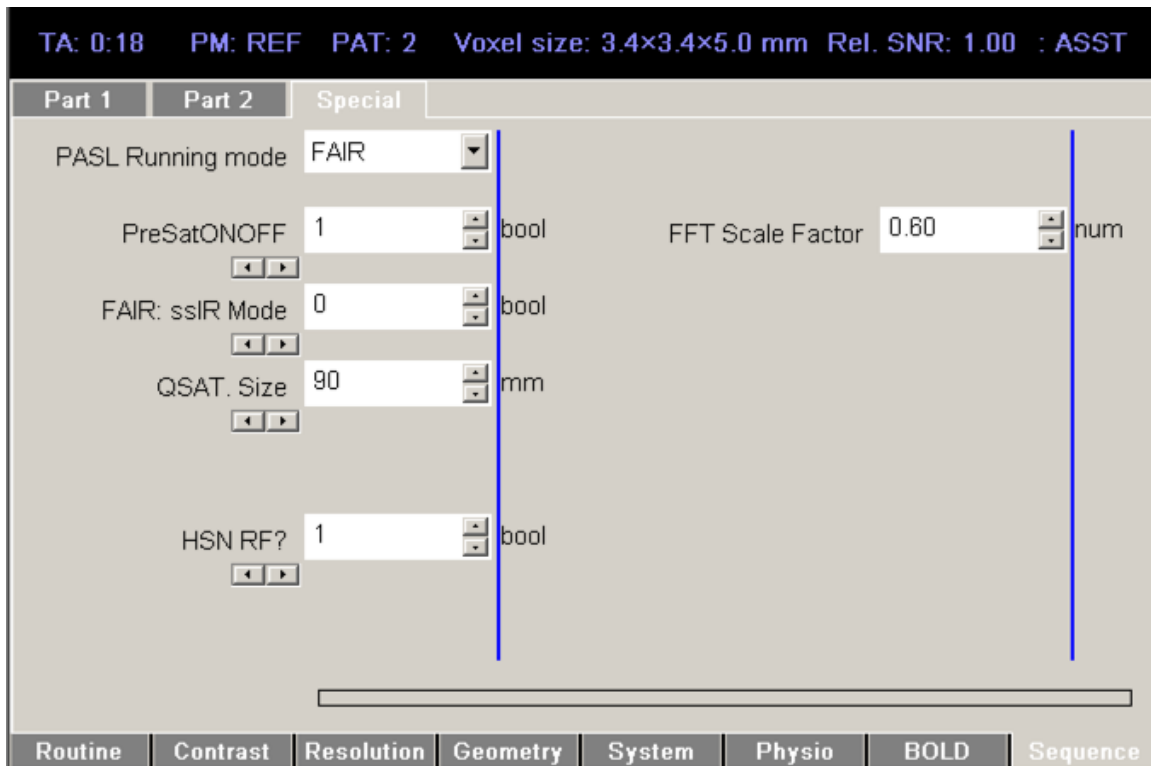 TA: 0:18 PM: REF PAT: 2 Voxel size: 3.4×3.4×5.0 mm Rel. SNR: 1.00 : ASST
Part 1 Part 2 Special
PASL Running mode FAIR
PreSatONOFF 1 bool FFT Scale Factor 0.60 num
FAIR: ssIR Mode 0 bool
QSAT. Size 90 mm
HSN RF? 1 bool
Routine Contrast Resolution Geometry System Physio BOLD Sequence